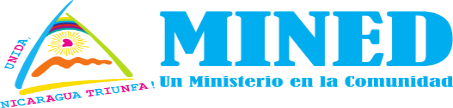 UNIDA,
NICARAGUA TRIUNFA!
MINED
Un Ministerio en la Comunidad